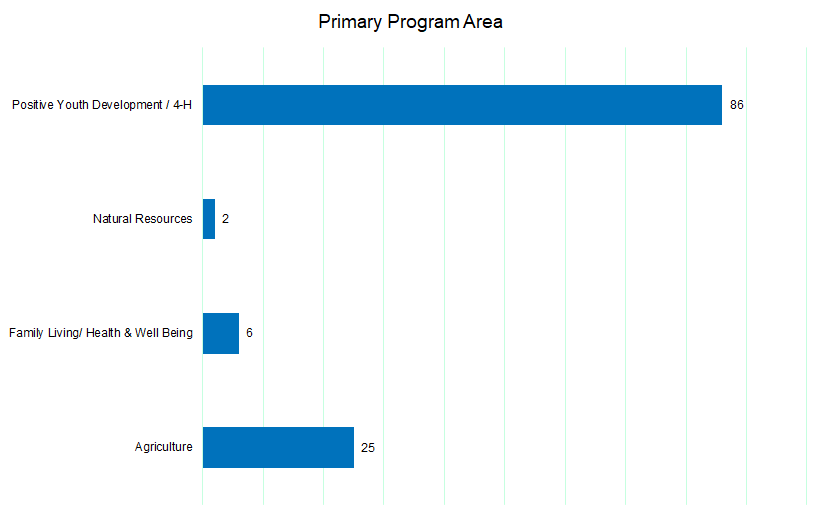 Primary Program Area
Positive Youth Development / 4-H 86
Natural Resources 2
Family Living/ Health & Well Being 6
Agriculture 25